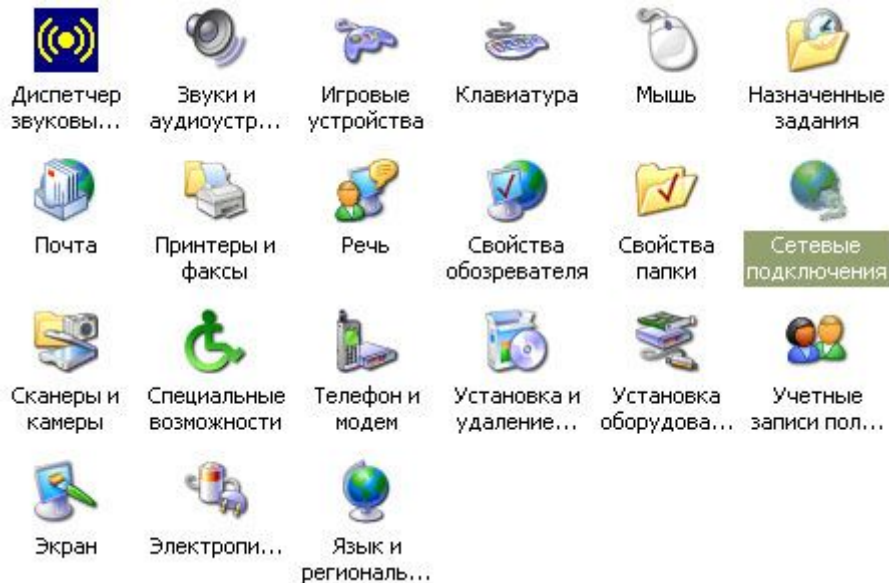 Диспетчер
звуковы...
Звуки и
аудиоустр...
Игровые
устройства
Клавиатура
Мышь
Назначенные
задания
Почта
Принтеры и
факсы
Речь
Свойства
обозревателя
Свойства
папки
Сетевые
подключения
Сканеры и
камеры
Специальные
возможности
Телефон и
модем
Установка и
удаление...
Установка
оборудова...
Учетные
записи пол...
Экран
Электропи...
Язык и
региональ...